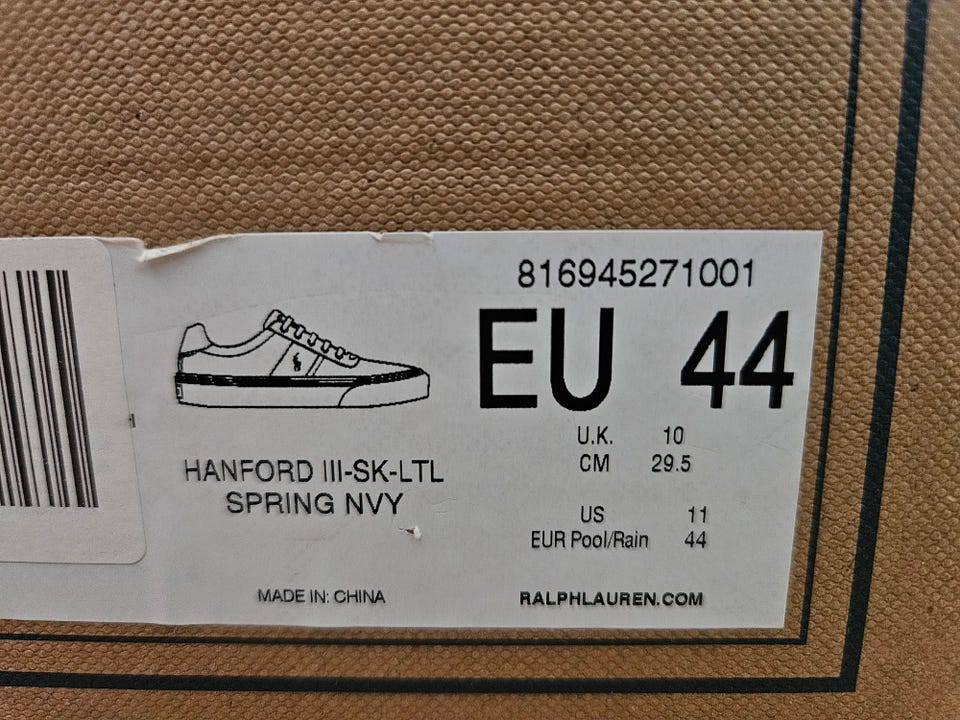 816945271001
EU 44
U.K. 10
CM 29.5
HANFORD III-SK-LTL
SPRING NVY
US 11
EUR Pool/Rain 44
MADE IN: CHINA
RALPHLAUREN.COM